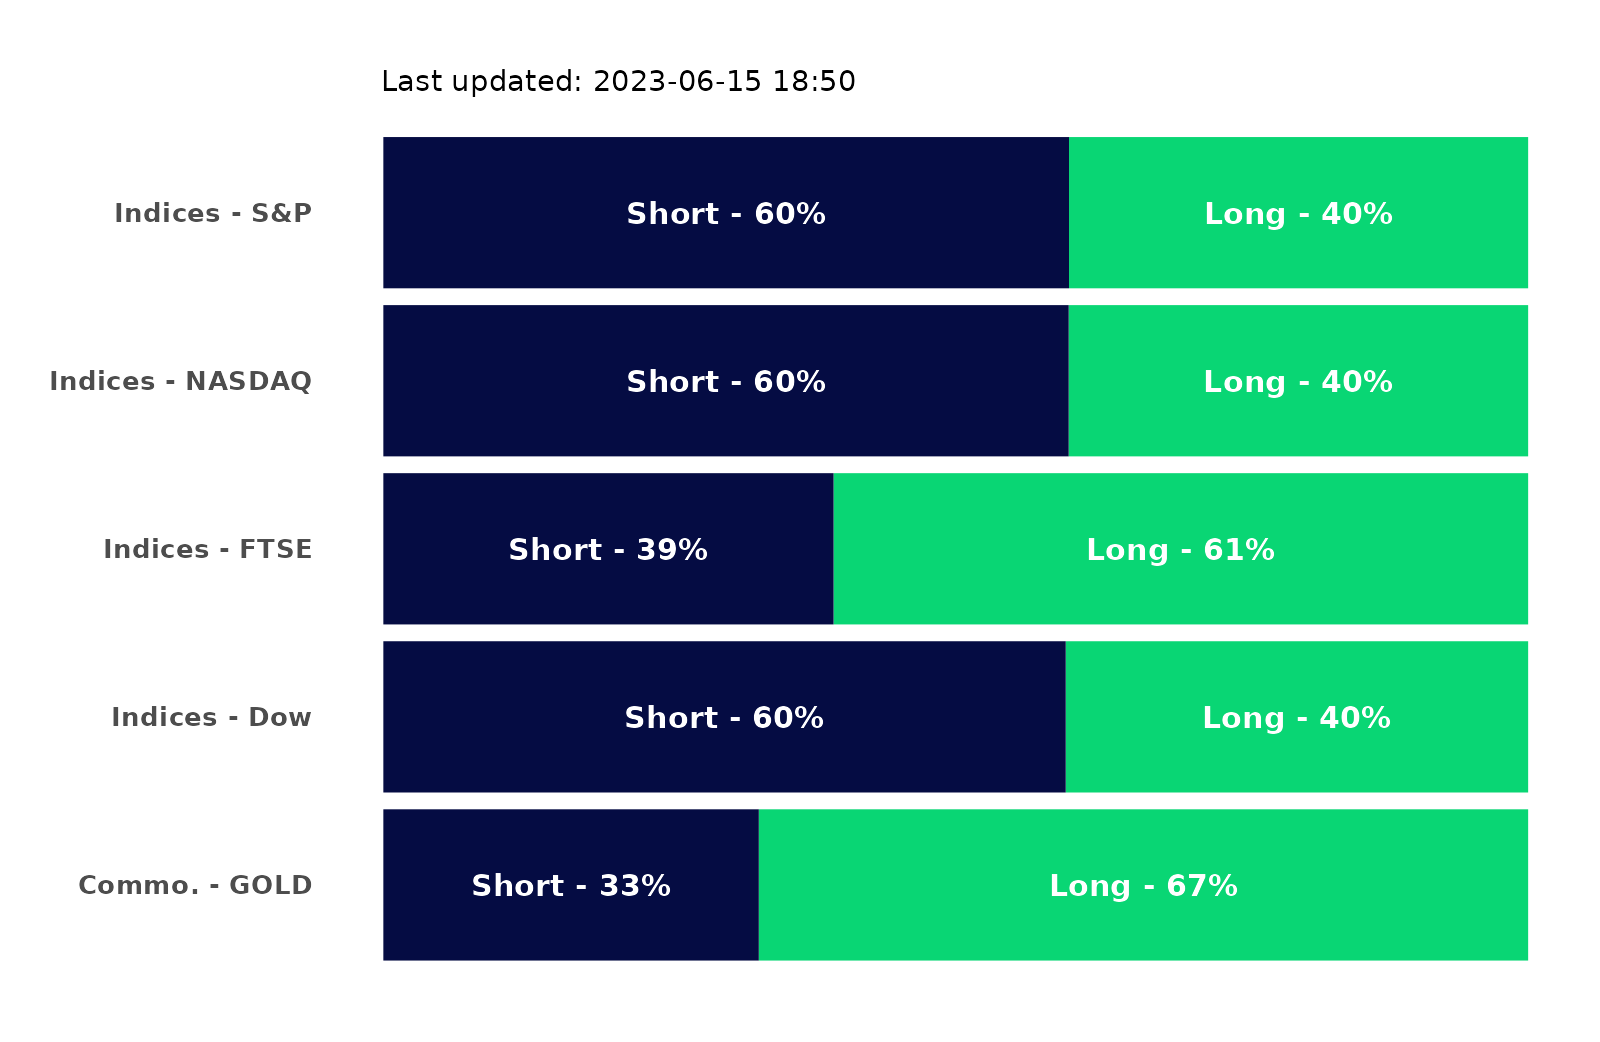 Last updated: 2023-06-15 18:50
Indices - S&P Short - 60% Long - 40%
Indices - NASDAQ Short - 60% Long - 40%
Indices - FTSE Short - 39% Long - 61%
Indices - Dow Short - 60% Long - 40%
Commo. - GOLD Short - 33% Long - 67%